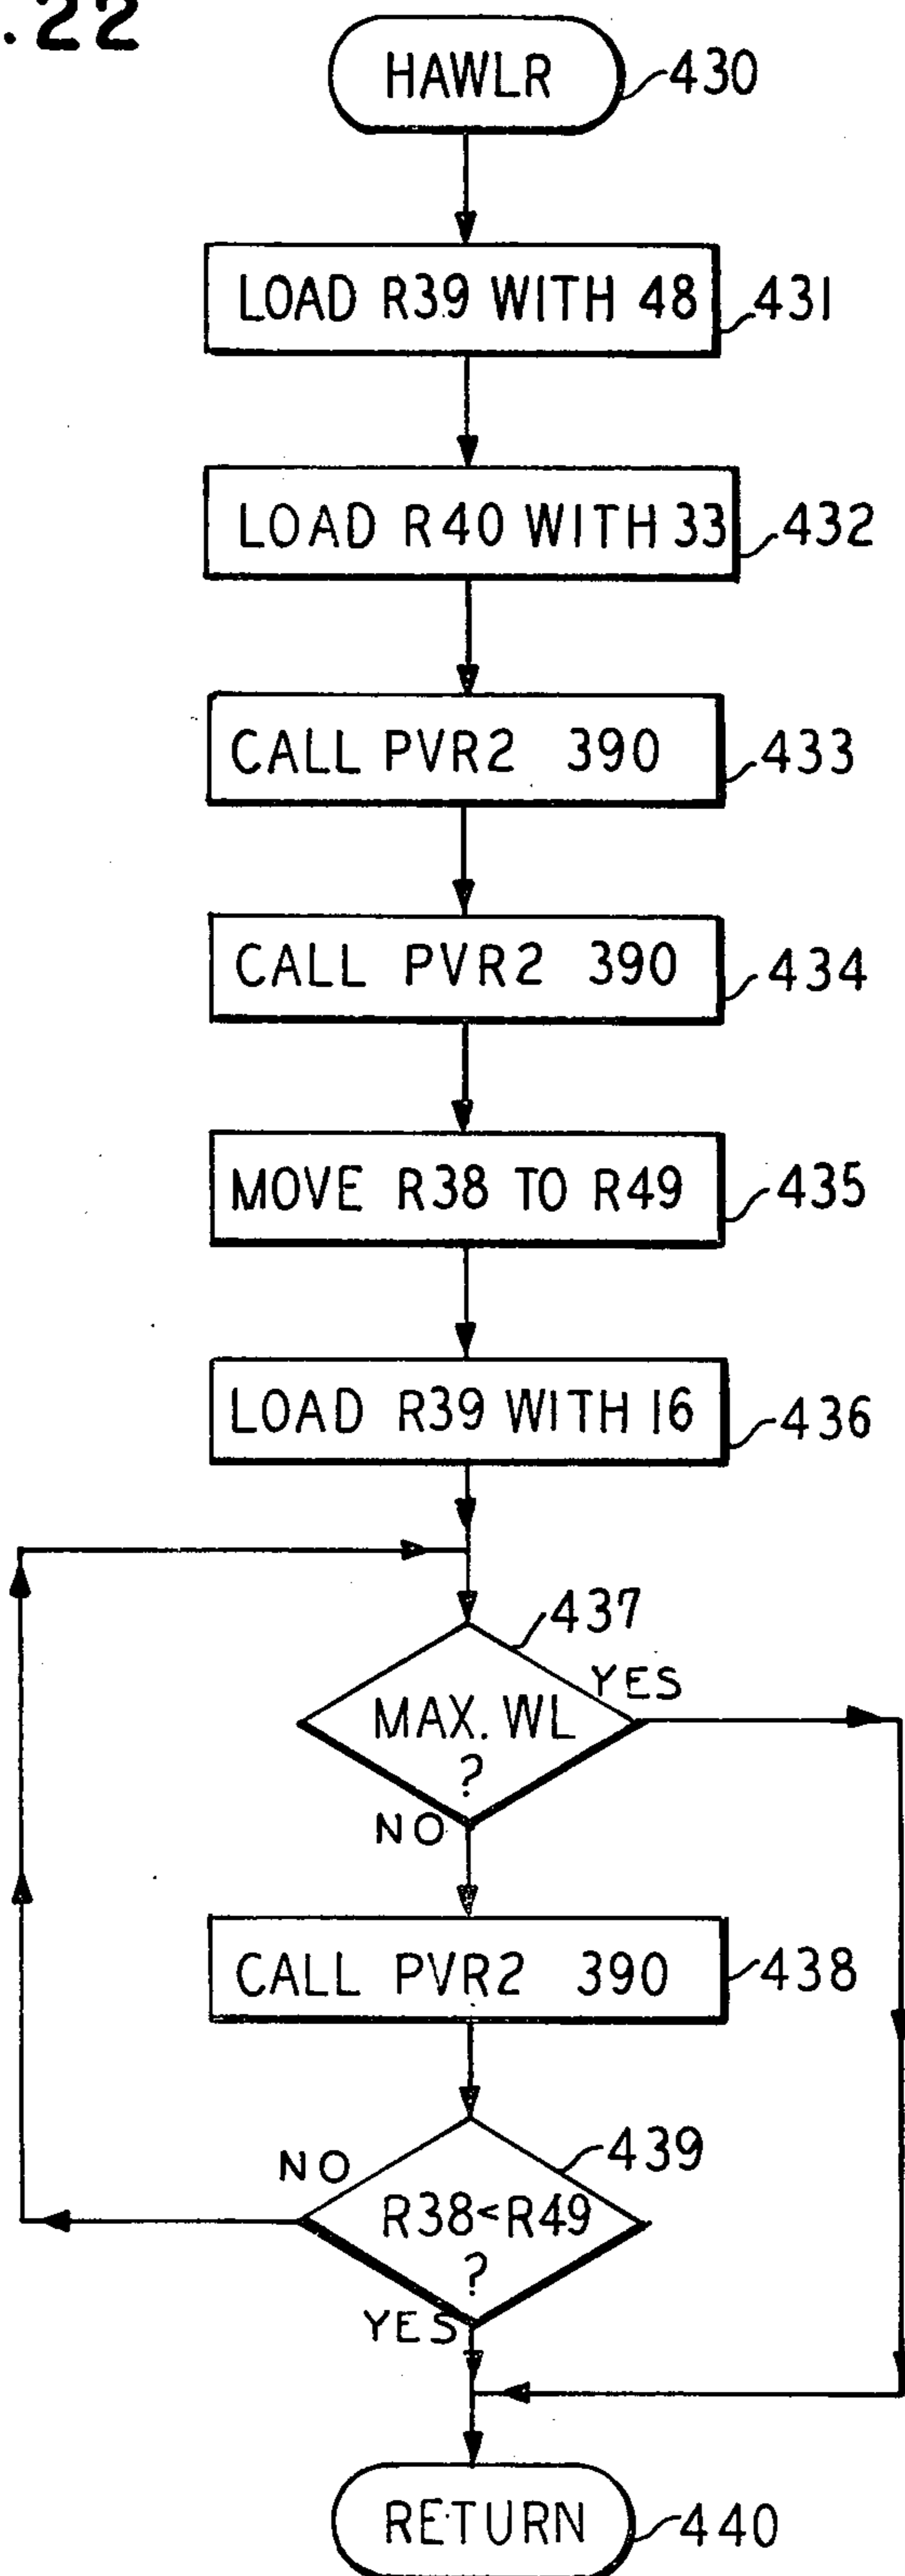 .22
HAWLR 430
LOAD R39 WITH 48 431
LOAD R40 WITH 33 432
CALL PVR2 390 433
CALL PVR2 390 434
MOVE R38 TO R49 435
LOAD R39 WITH 16 436
437
YES
MAX. WL
?
NO
CALL PVR2 390 438
439
NO
R38<R49
?
YES
RETURN 440